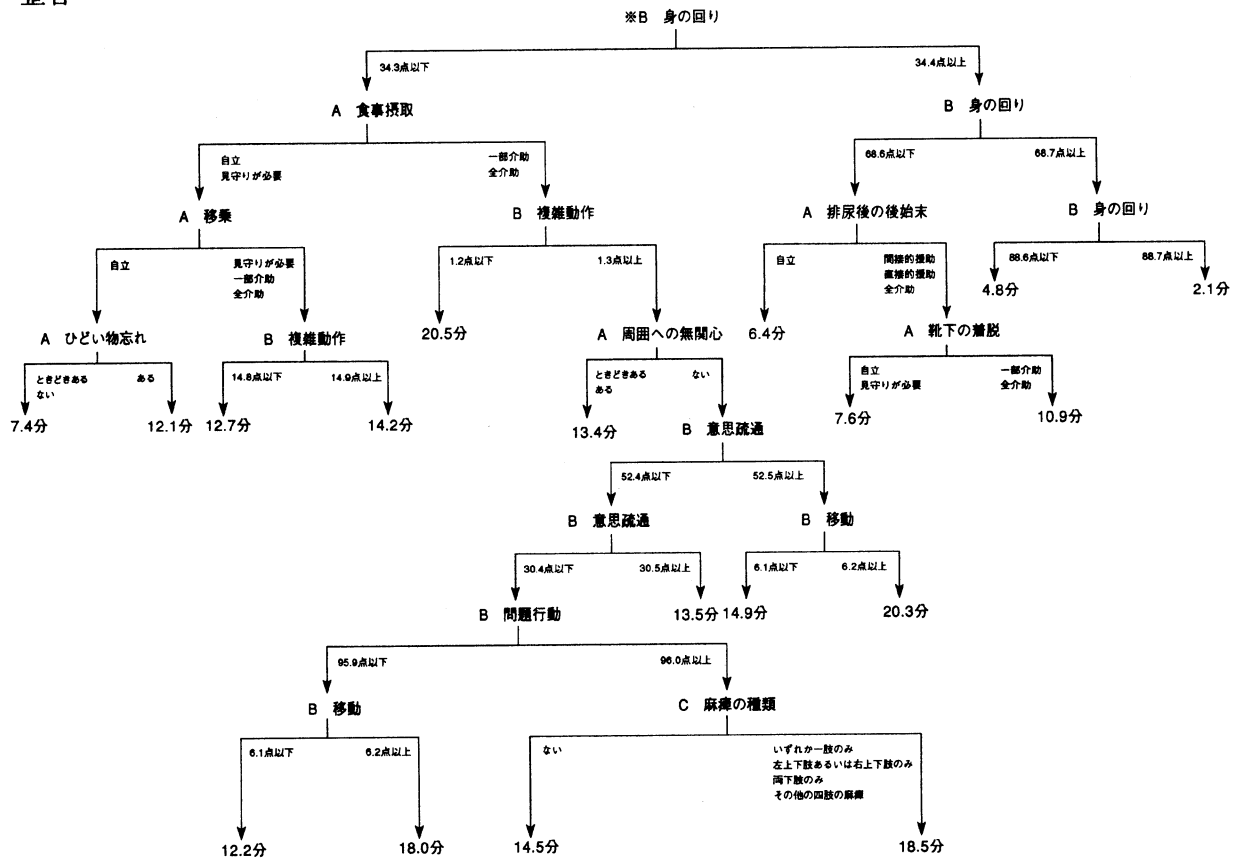 ※B 身の回り
34.3点以下
34.4点以上
A 食事摂取
B 身の回り
自立
見守りが必要
一部介助
全介助
68.6点以下
68.7点以上
A 移乗
B 複雑動作
A 排尿後の後始末
B 身の回り
自立
見守りが必要
一部介助
全介助
1.2点以下
1.3点以上
自立
間接的援助
直接的援助
全介助
88.6点以下
88.7点以上
4.8分
2.1分
A ひどい物忘れ
B 複雑動作
20.5分
A 周囲への無関心
6.4分
A 靴下の着脱
ときどきある
ない
ある
14.8点以下
14.9点以上
ときどきある
ある
ない
自立
見守りが必要
一部介助
全介助
7.4分
12.1分
12.7分
14.2分
13.4分
B 意思疏通
7.6分
10.9分
52.4点以下
52.5点以上
B 意思疏通
B 移動
30.4点以下
30.5点以上
6.1点以下
6.2点以上
B 問題行動
13.5分
14.9分
20.3分
95.9点以下
96.0点以上
B 移動
C 麻痺の種類
6.1点以下
6.2点以上
ない
いずれか一肢のみ
左上下肢あるいは右上下肢のみ
両下肢のみ
その他の四肢の麻痺
12.2分
18.0分
14.5分
18.5分